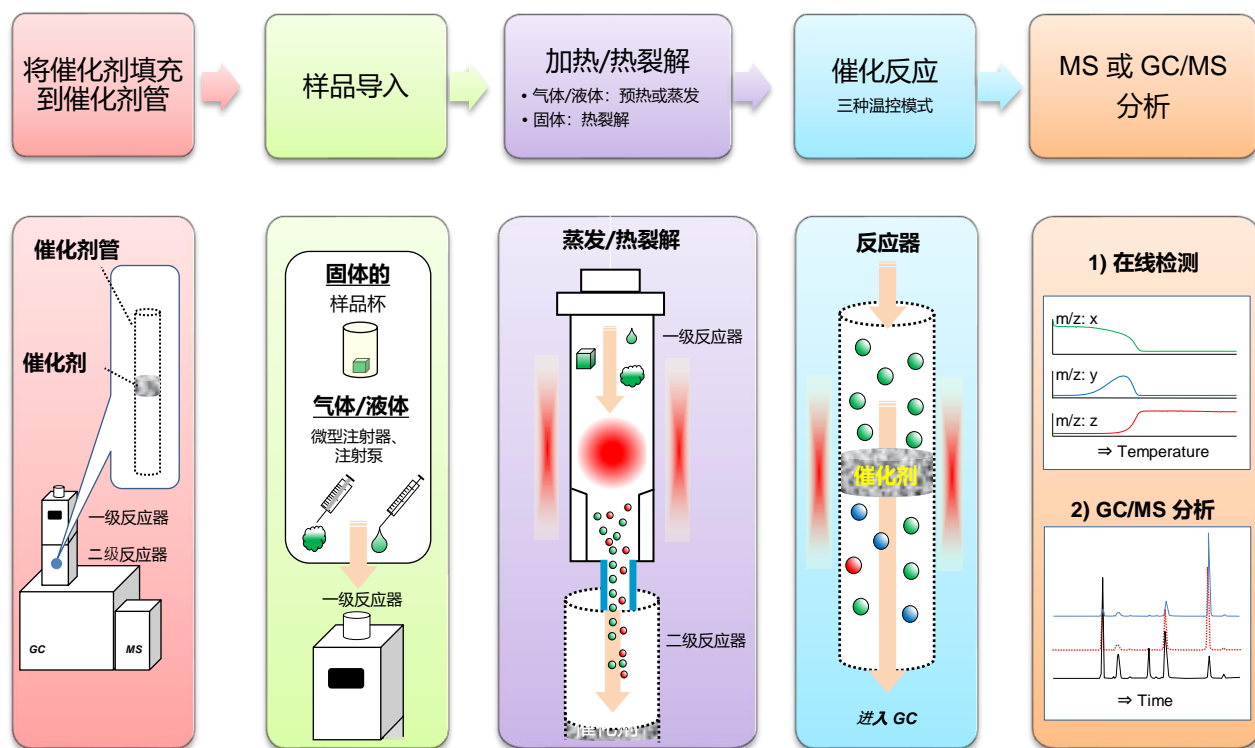 将催化剂填充
到催化剂管
样品导入
加热/热裂解
• 气体/液体：预热或蒸发
• 固体：热裂解
催化反应
三种温控模式
MS 或 GC/MS
分析
催化剂管
催化剂
一级反应器
二级反应器
GC
MS
固体的
样品杯
气体/液体
微型注射器、
注射泵
一级反应器
蒸发/热裂解
一级反应器
二级反应器
催化剂
反应器
催化剂
进入 GC
1) 在线检测
m/z: x
m/z: y
m/z: z
⇒ Temperature
2) GC/MS 分析
⇒ Time